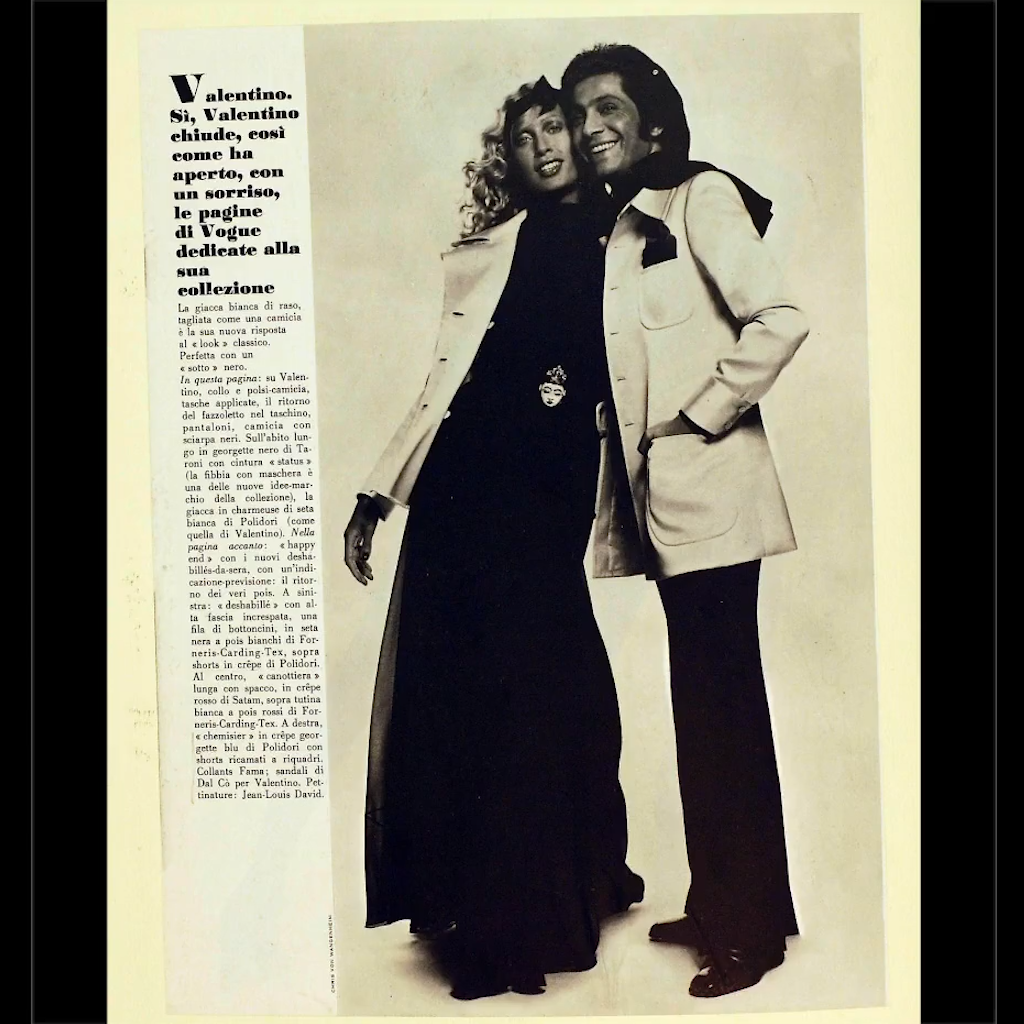 Valentino.
Sì, Valentino
chiude, così
come ha
aperto, con
un sorriso,
le pagine
di Vogue
dedicate alla
sua
collezione
La giacca bianca di raso,
tagliata come una camicia
è la sua nuova risposta
al « look » classico.
Perfetta con un
« sotto » nero.
In questa pagina: su Valen-
tino, collo e polsi-camicia,
tasche applicate, il ritorno
del fazzoletto nel taschino,
pantaloni, camicia con
sciarpa neri. Sull'abito lun-
go in georgette nero di Ta-
roni con cintura « status »
(la fibbia con maschera è
una delle nuove idee-mar-
chio della collezione), la
giacca in charmeuse di seta
bianca di Polidori (come
quella di Valentino). Nella
pagina accanto: « happy
end » con i nuovi desha-
billés-da-sera, con un'indi-
cazione-previsione: il ritor-
no dei veri pois. A sini-
stra: « deshabillé » con al-
ta fascia increspata, una
fila di bottoncini, in seta
nera a pois bianchi di For-
neris-Carding-Tex, sopra
shorts in crêpe di Polidori.
Al centro, « canottiera »
lunga con spacco, in crêpe
rosso di Satam, sopra tutina
bianca a pois rossi di For-
neris-Carding-Tex. A destra,
« chemisier » in crêpe geor-
gette blu di Polidori con
shorts ricamati a riquadri.
Collants Fama; sandali di
Dal Cò per Valentino. Pet-
tinature: Jean-Louis David.
CHRIS VON WANGENHEIM